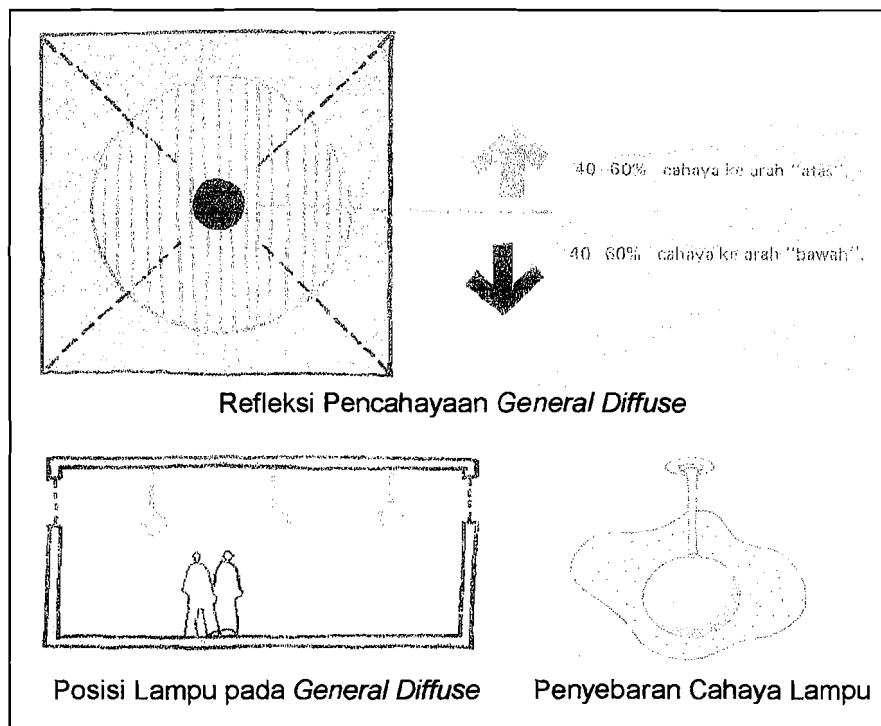 40-60% cahaya ke arah "atas".
40-60% cahaya ke arah "bawah".
Refleksi Pencahayaan General Diffuse
Posisi Lampu pada General Diffuse
Penyebaran Cahaya Lampu